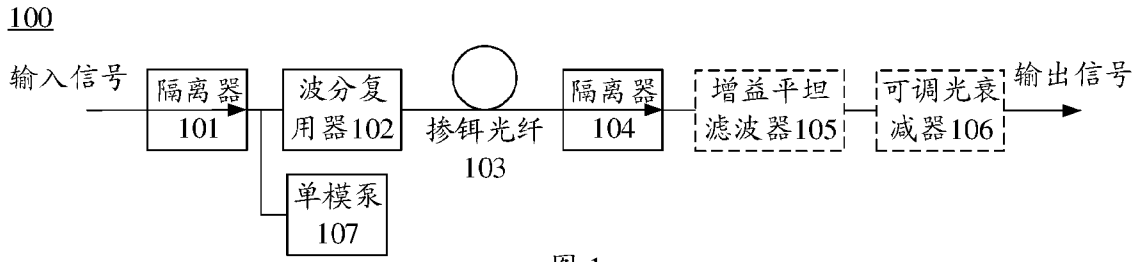 100
输入信号
隔离器
101
波分复
用器102
掺铒光纤
103
隔离器
104
增益平坦
滤波器105
可调光衰
减器106
输出信号
单模泵
107